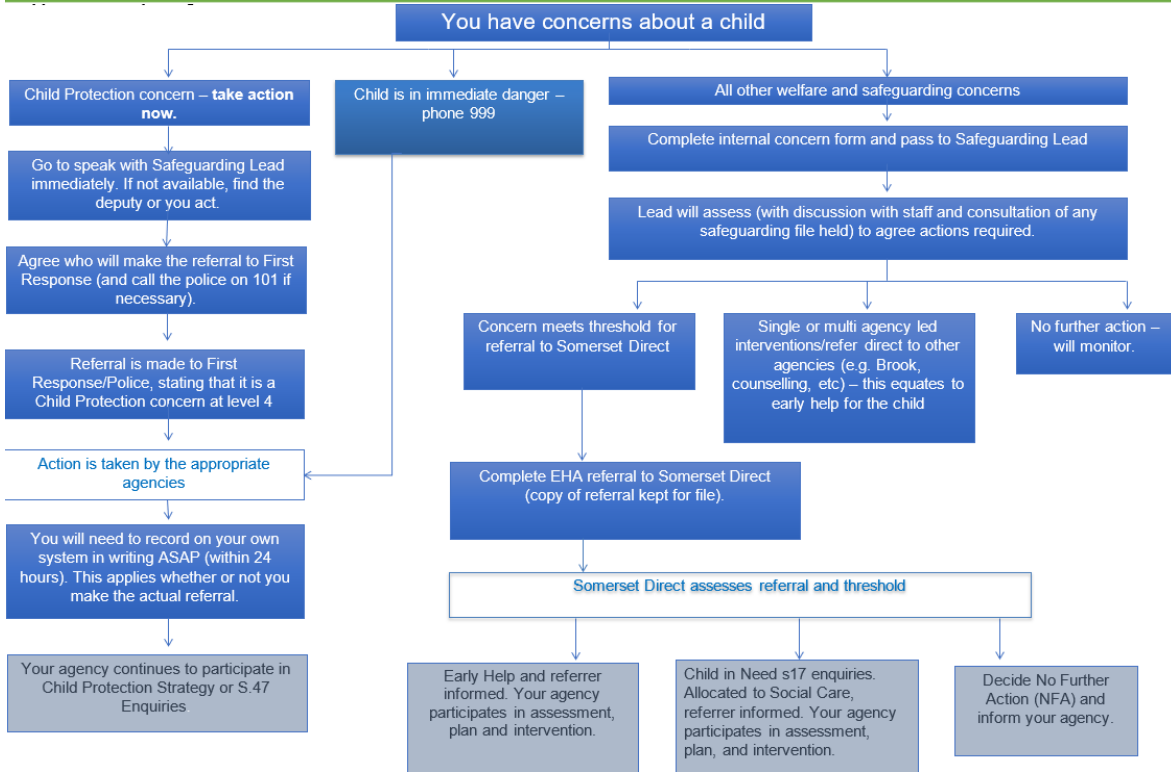 You have concerns about a child
Child Protection concern – take action
now.
Child is in immediate danger –
phone 999
All other welfare and safeguarding concerns
Go to speak with Safeguarding Lead
immediately. If not available, find the
deputy or you act.
Complete internal concern form and pass to Safeguarding Lead
Lead will assess (with discussion with staff and consultation of any
safeguarding file held) to agree actions required.
Agree who will make the referral to First
Response (and call the police on 101 if
necessary).
Concern meets threshold for
referral to Somerset Direct
Single or multi agency led
interventions/refer direct to other
agencies (e.g. Brook,
counselling, etc) – this equates to
early help for the child
No further action –
will monitor.
Referral is made to First
Response/Police, stating that it is a
Child Protection concern at level 4
Action is taken by the appropriate
agencies
Complete EHA referral to Somerset Direct
(copy of referral kept for file).
You will need to record on your own
system in writing ASAP (within 24
hours). This applies whether or not you
make the actual referral.
Somerset Direct assesses referral and threshold
Your agency continues to participate in
Child Protection Strategy or S.47
Enquiries.
Early Help and referrer
informed. Your agency
participates in assessment,
plan and intervention.
Child in Need s17 enquiries.
Allocated to Social Care,
referrer informed. Your agency
participates in assessment,
plan, and intervention.
Decide No Further
Action (NFA) and
inform your agency.